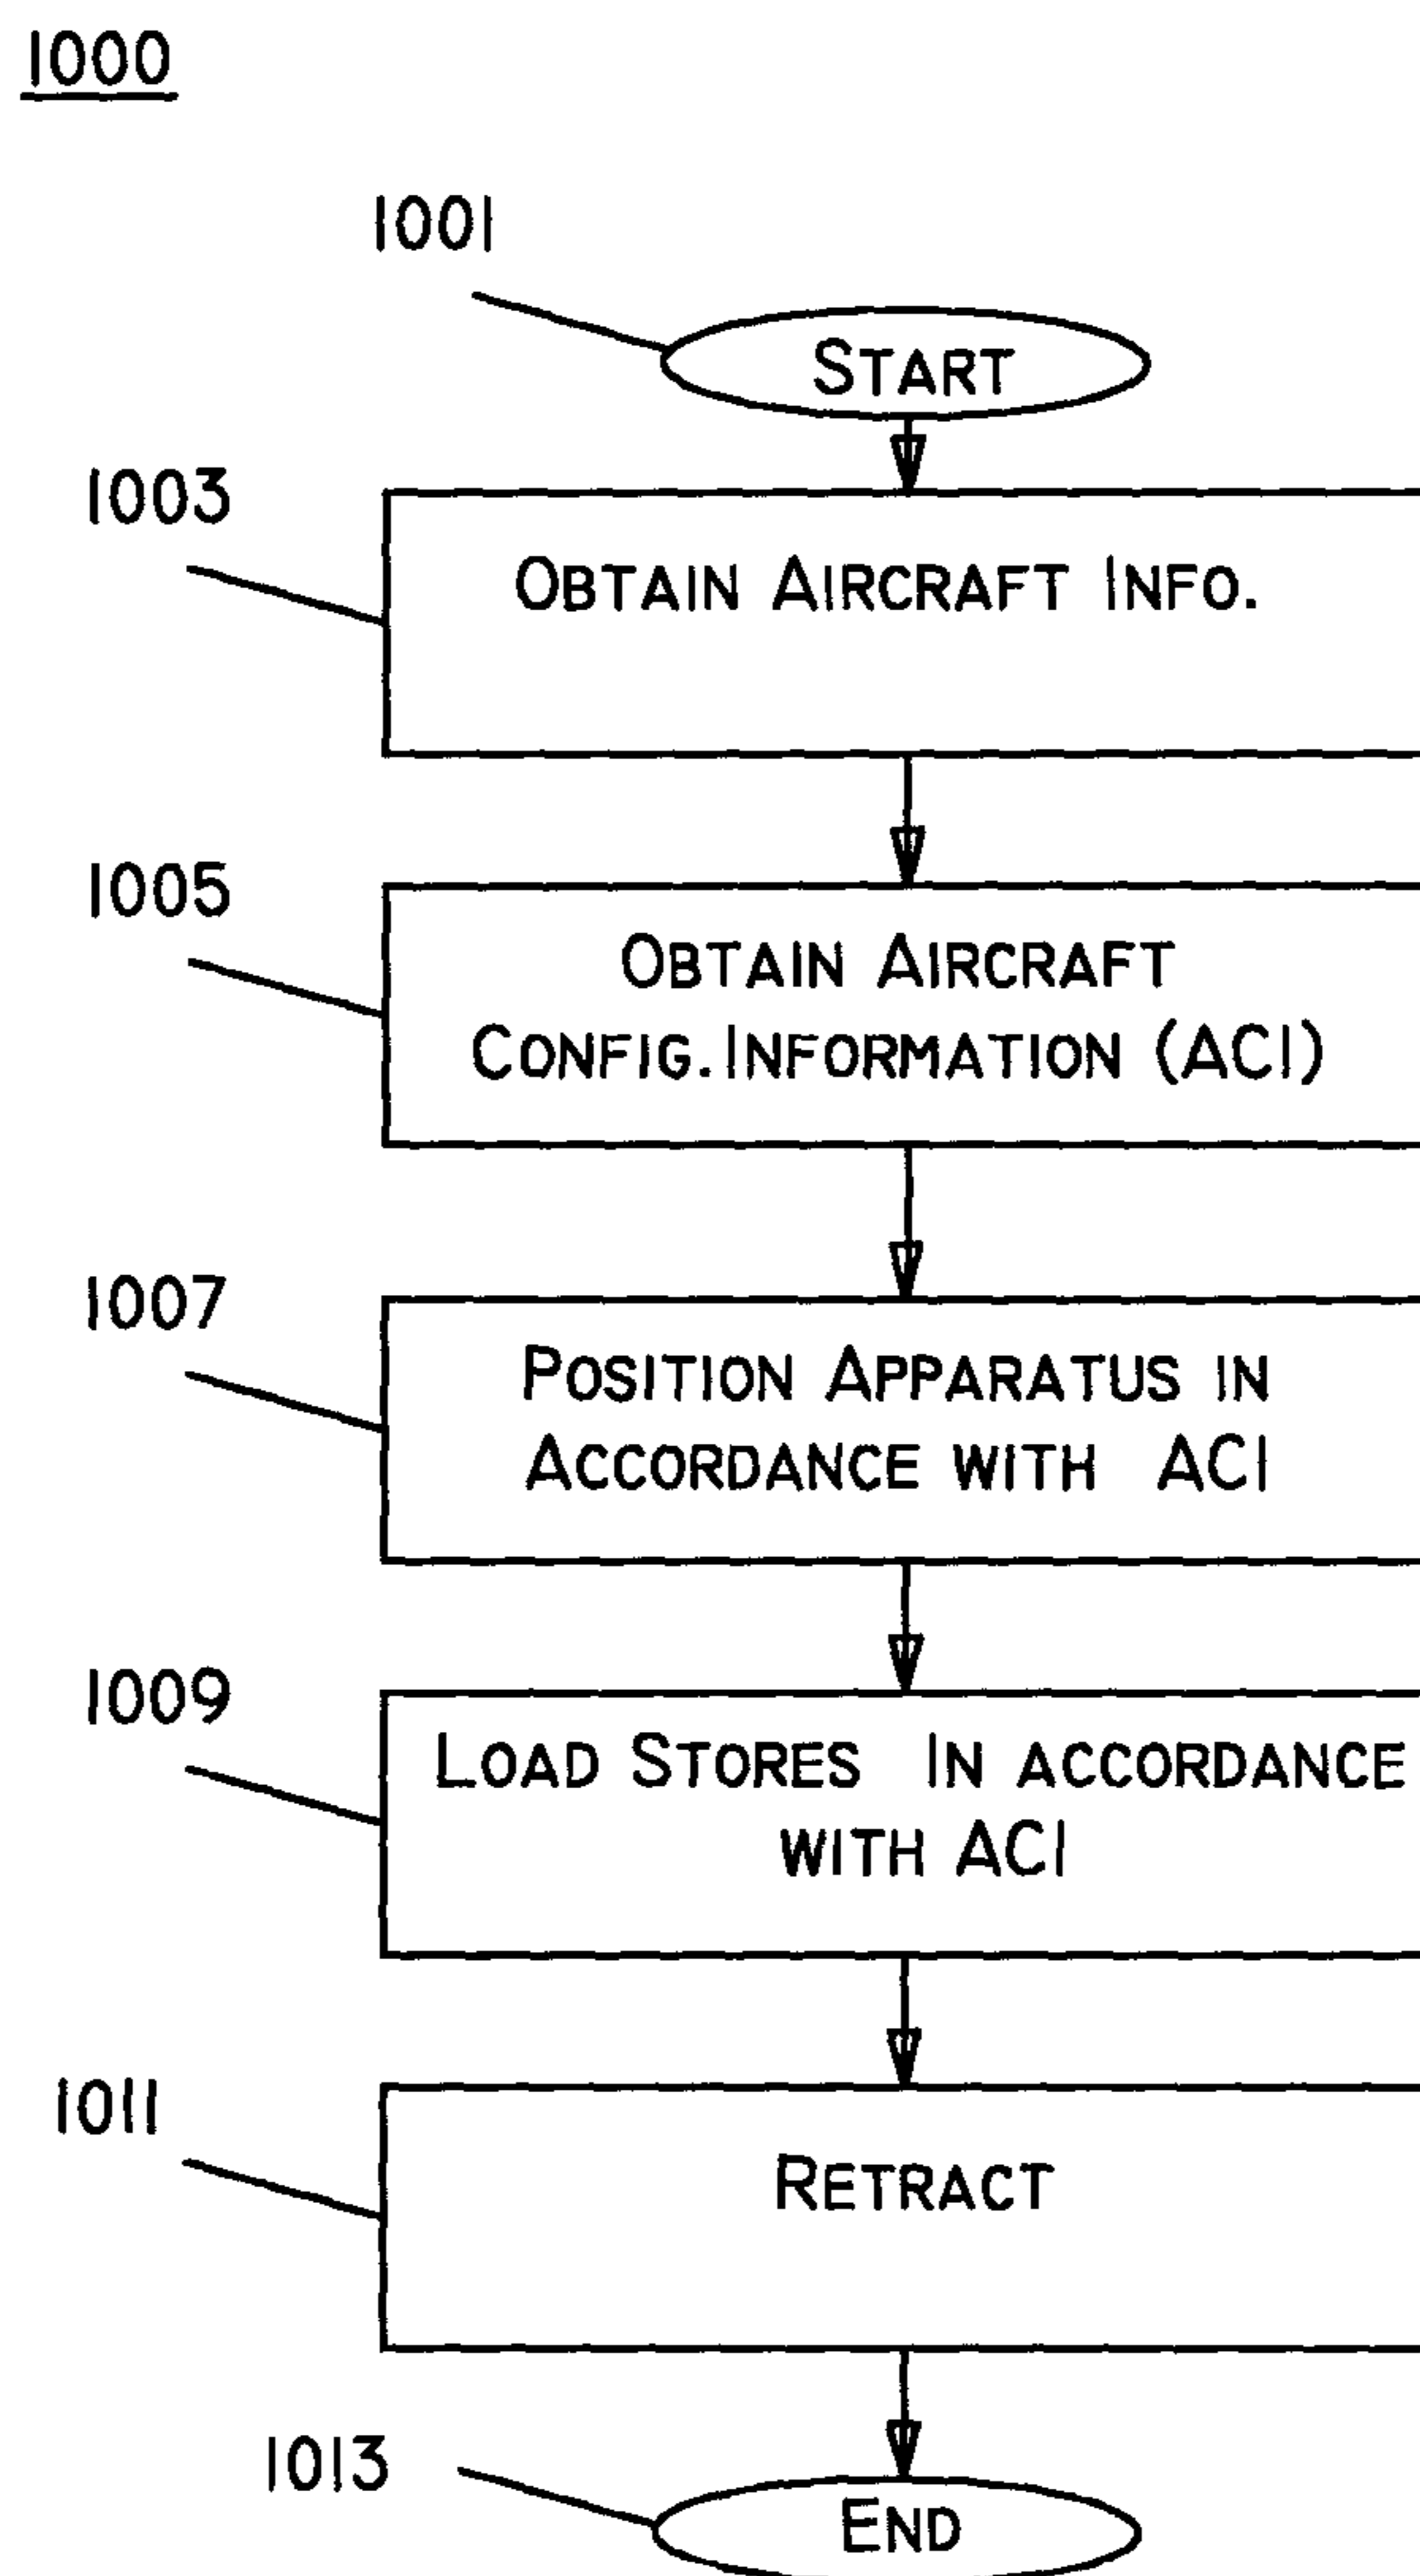 1000
1001
START
1003
OBTAIN AIRCRAFT INFO.
1005
OBTAIN AIRCRAFT
CONFIG. INFORMATION (ACI)
1007
POSITION APPARATUS IN
ACCORDANCE WITH ACI
1009
LOAD STORES IN ACCORDANCE
WITH ACI
1011
RETRACT
1013
END